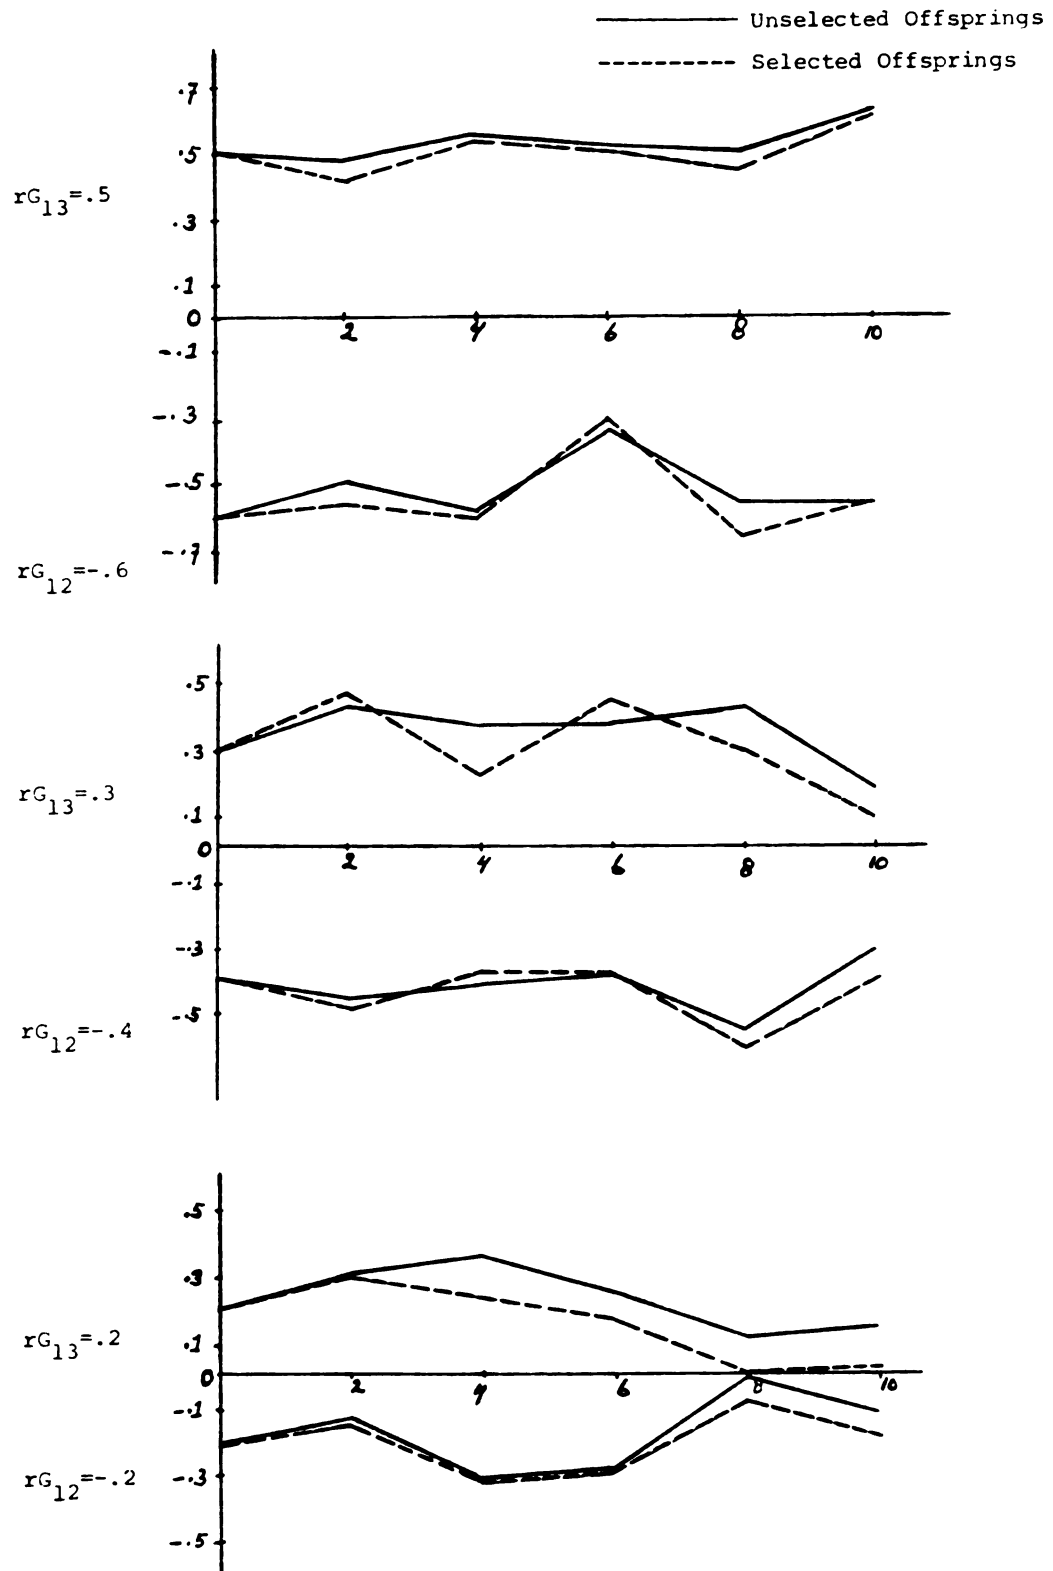 Unselected Offsprings
Selected Offsprings
.7
.5
rG13=.5
.3
.1
0
2 4 6 8 10
-.1
-.3
-.5
-.7
rG12=-.6
.5
.3
rG13=.3
.1
0
2 4 6 8 10
-.1
-.3
-.5
rG12=-.4
.5
.3
rG13=.2
.1
0
2 4 6 8 10
-.1
rG12=-.2
-.3
-.5